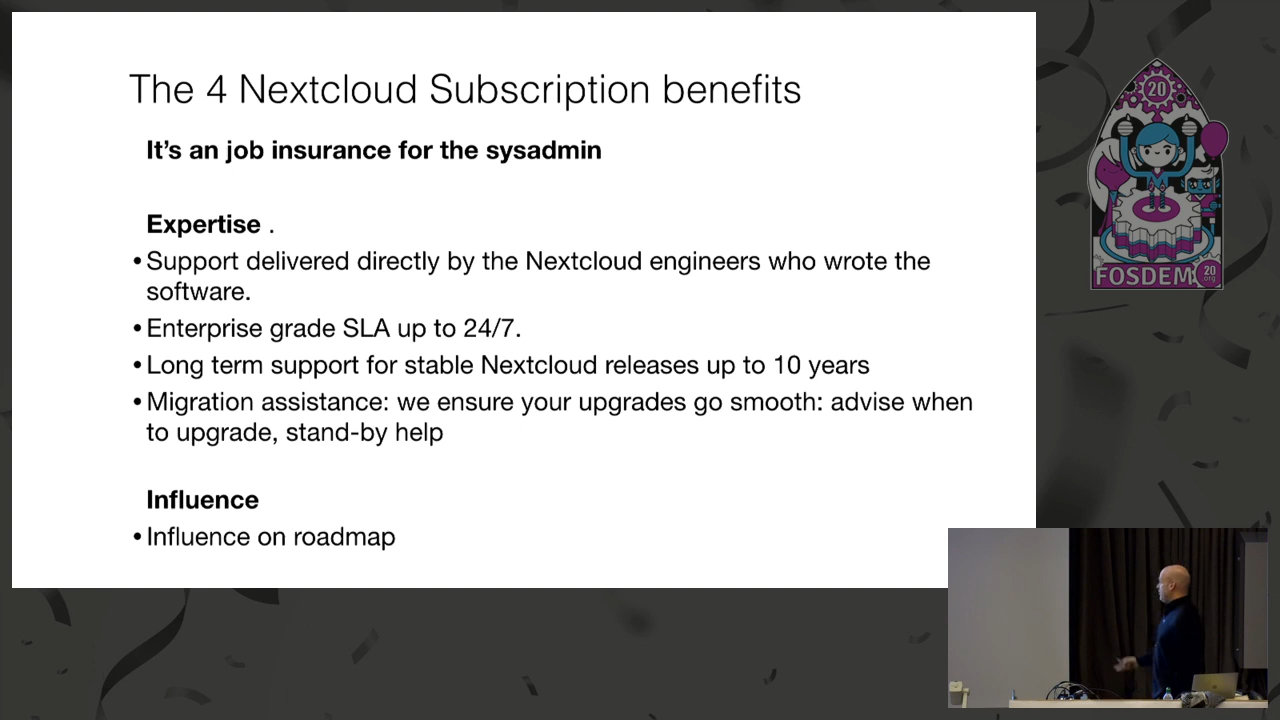 The 4 Nextcloud Subscription benefits
It's an job insurance for the sysadmin
Expertise .
•Support delivered directly by the Nextcloud engineers who wrote the
software.
•Enterprise grade SLA up to 24/7.
•Long term support for stable Nextcloud releases up to 10 years
•Migration assistance: we ensure your upgrades go smooth: advise when
to upgrade, stand-by help
Influence
•Influence on roadmap
20
FOSDEM
20
.org